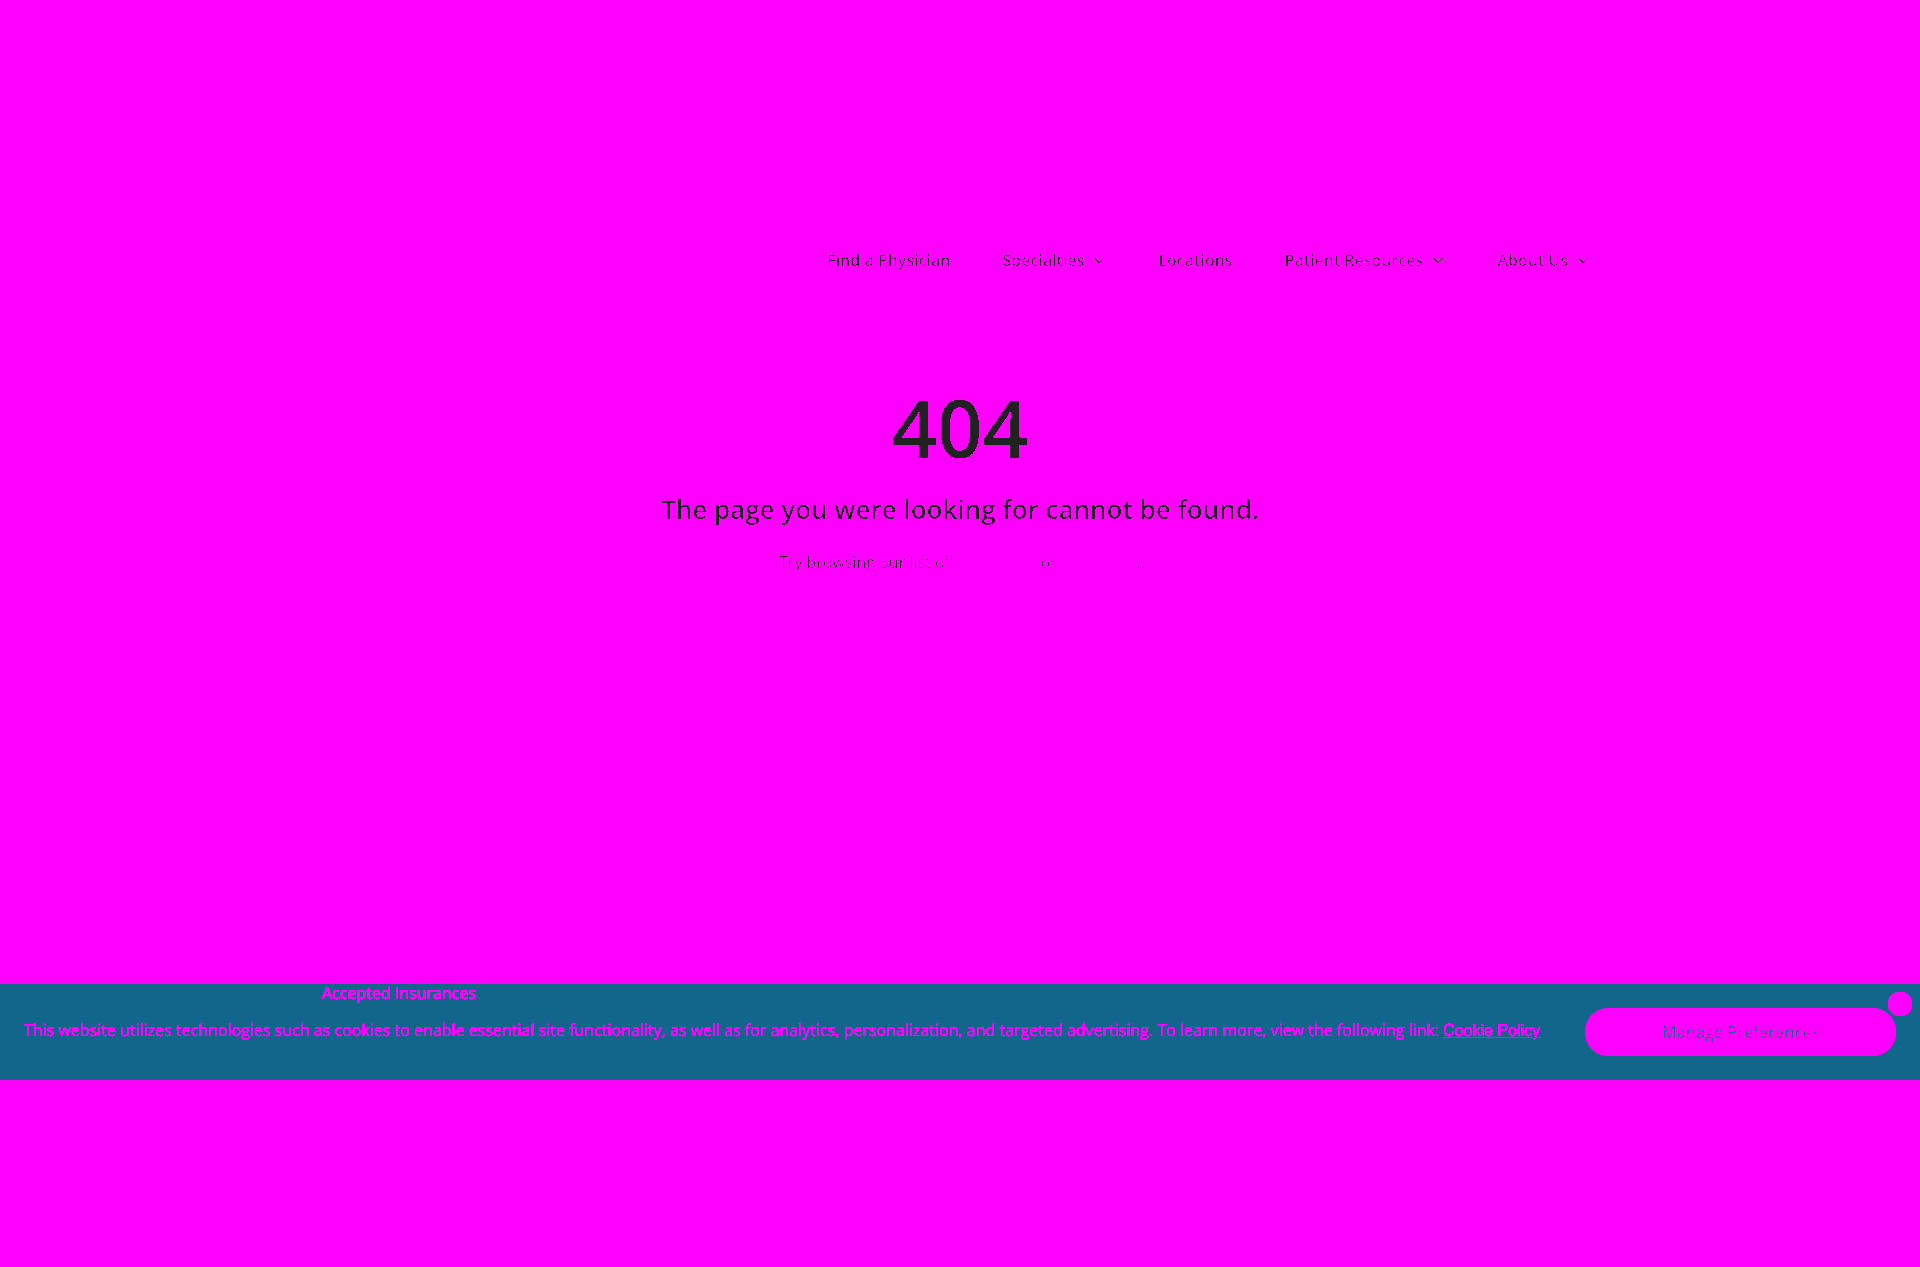 Find a Physician Specialties Locations Patient Resources About Us
404
The page you were looking for cannot be found.
Try browsing our list of or .
Accepted Insurances
This website utilizes technologies such as cookies to enable essential site functionality, as well as for analytics, personalization, and targeted advertising. To learn more, view the following link: Cookie Policy
Manage Preferences